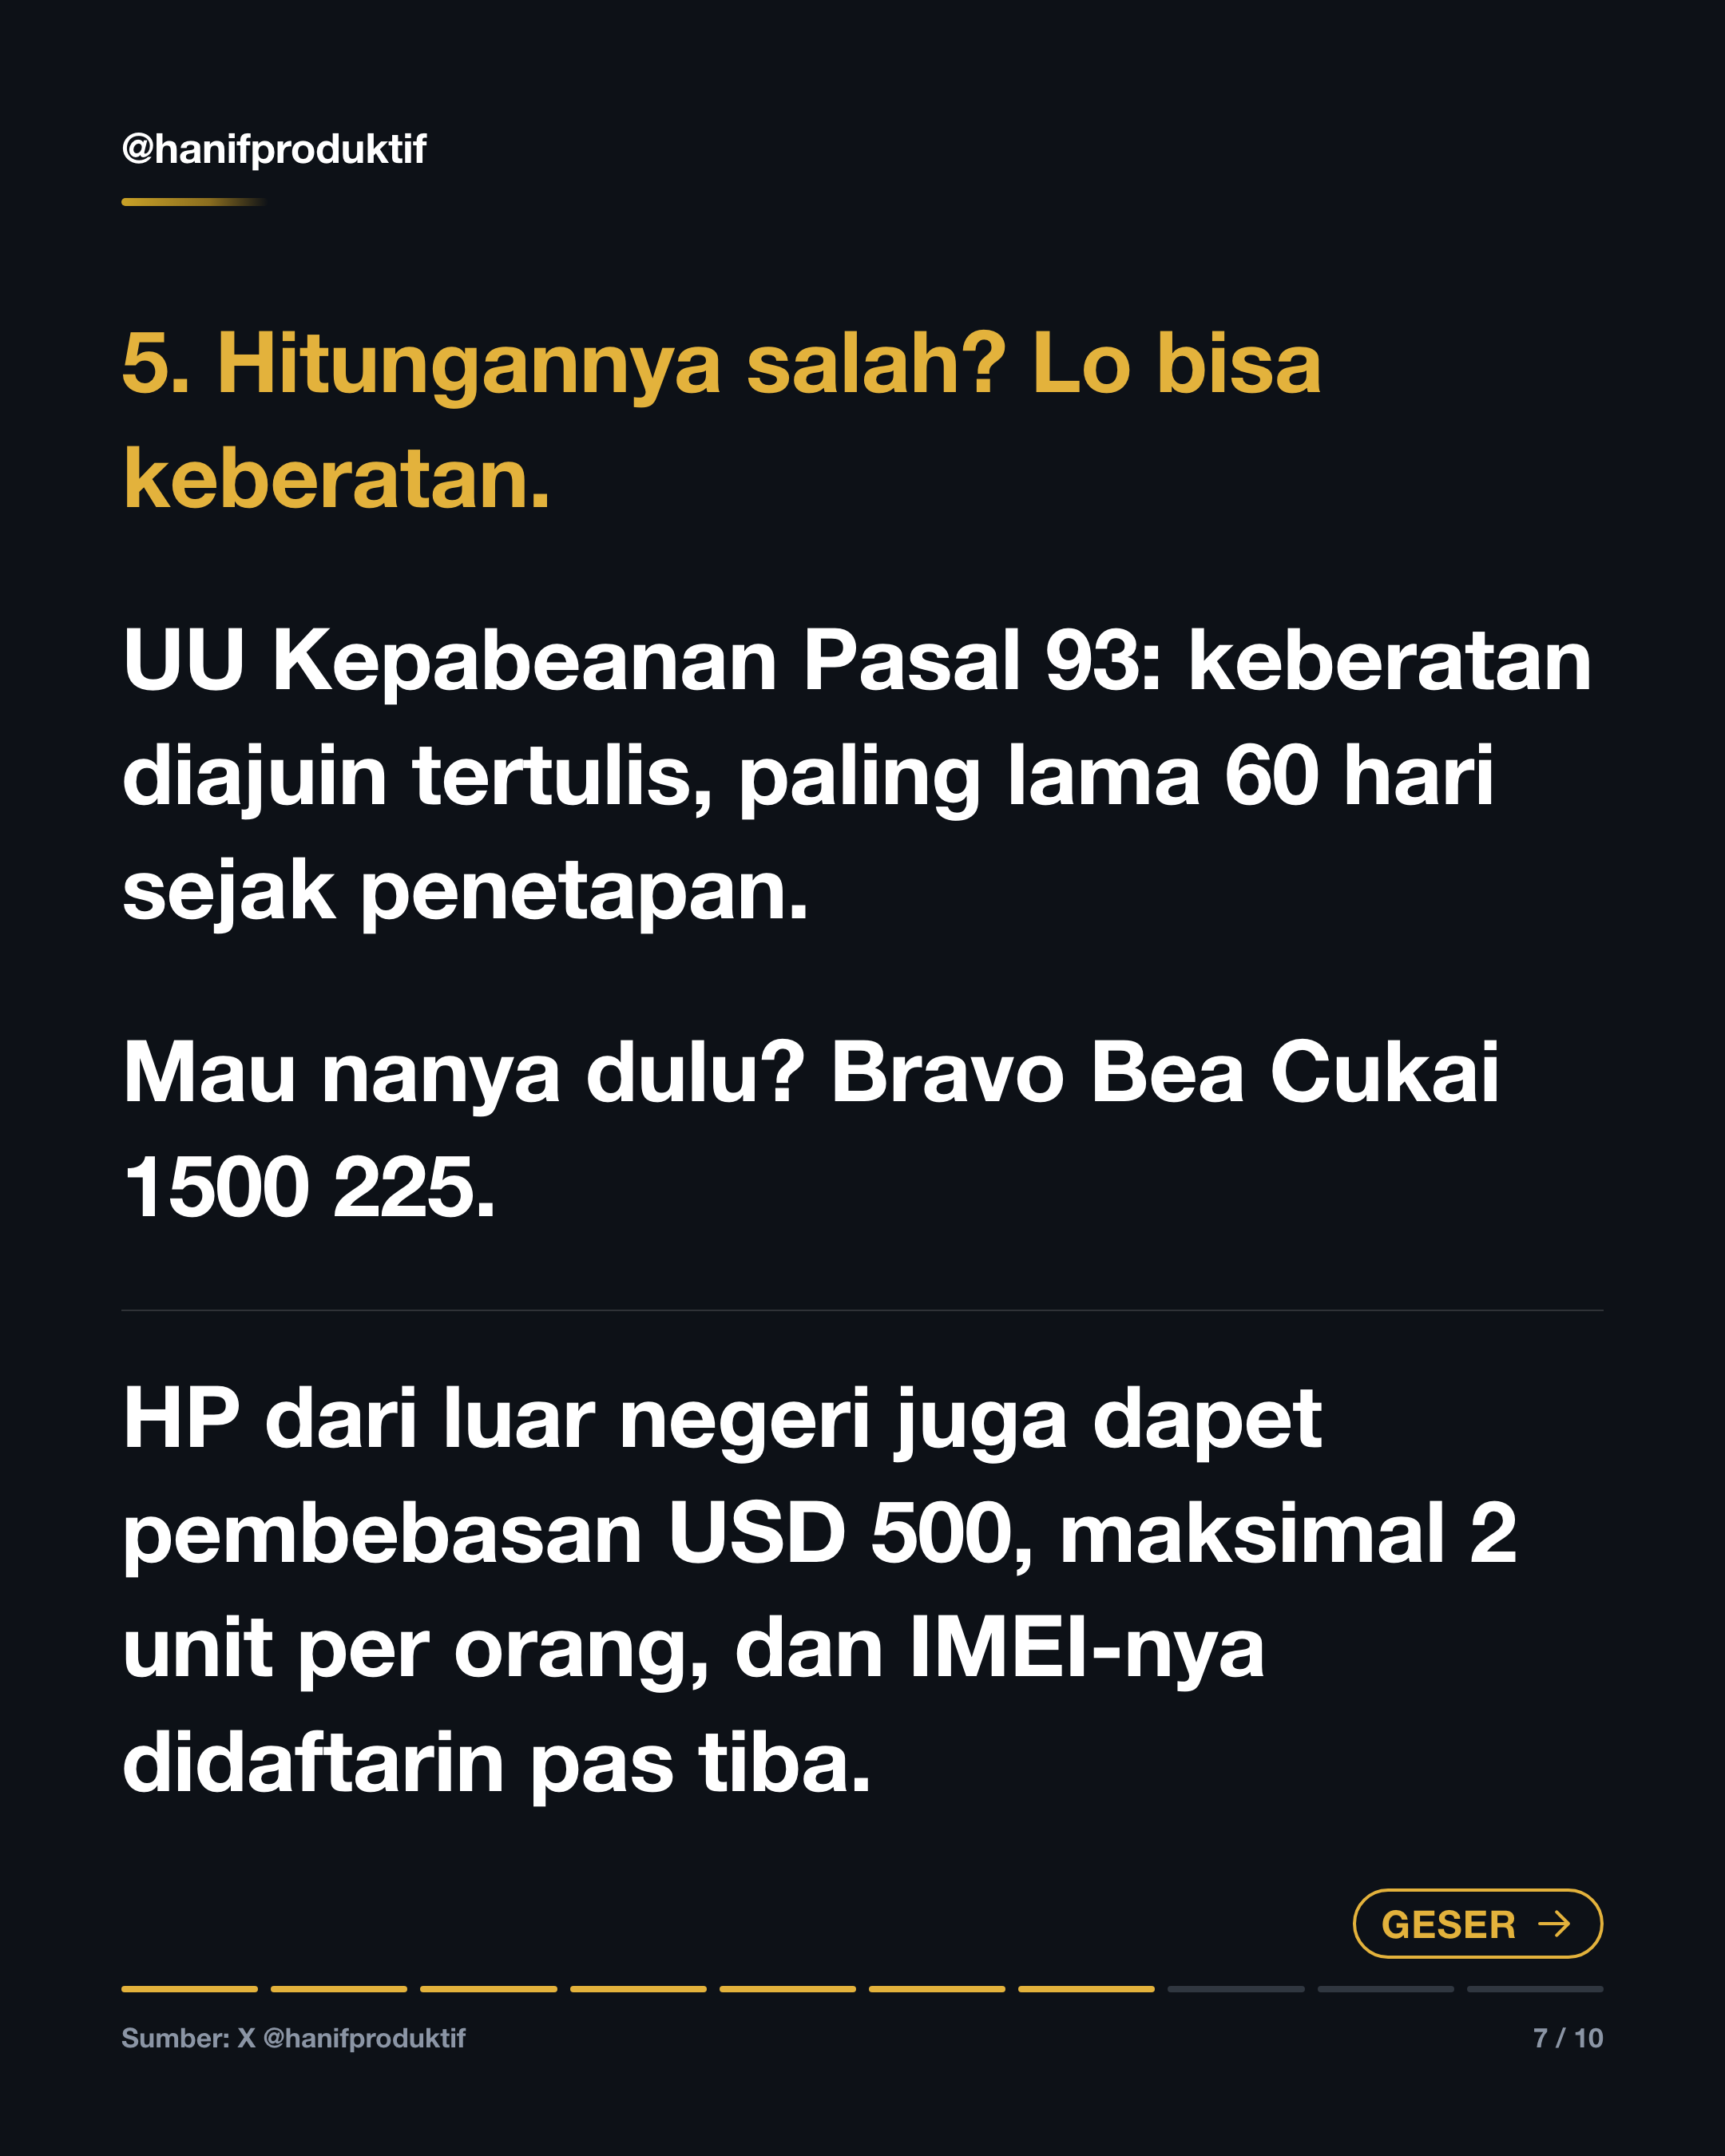 @hanifproduktif
5. Hitungannya salah? Lo bisa
keberatan.
UU Kepabeanan Pasal 93: keberatan
diajuin tertulis, paling lama 60 hari
sejak penetapan.
Mau nanya dulu? Bravo Bea Cukai
1500 225.
HP dari luar negeri juga dapet
pembebasan USD 500, maksimal 2
unit per orang, dan IMEI-nya
didaftarin pas tiba.
GESER →
Sumber: X @hanifproduktif
7 / 10